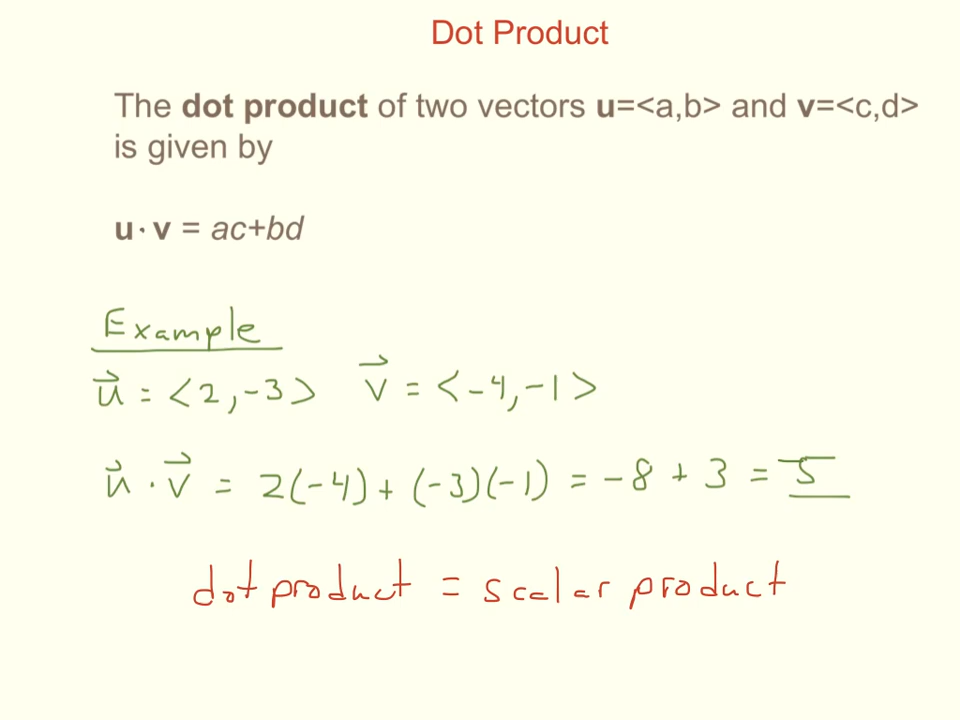 Dot Product
The dot product of two vectors u=<a,b> and v=<c,d>
is given by
u · v = ac+bd
Example
u⃗ = <2,-3> v⃗ = <-4,-1>
u⃗ · v⃗ = 2(-4) + (-3)(-1) = -8 + 3 = -5
dot product = scalar product